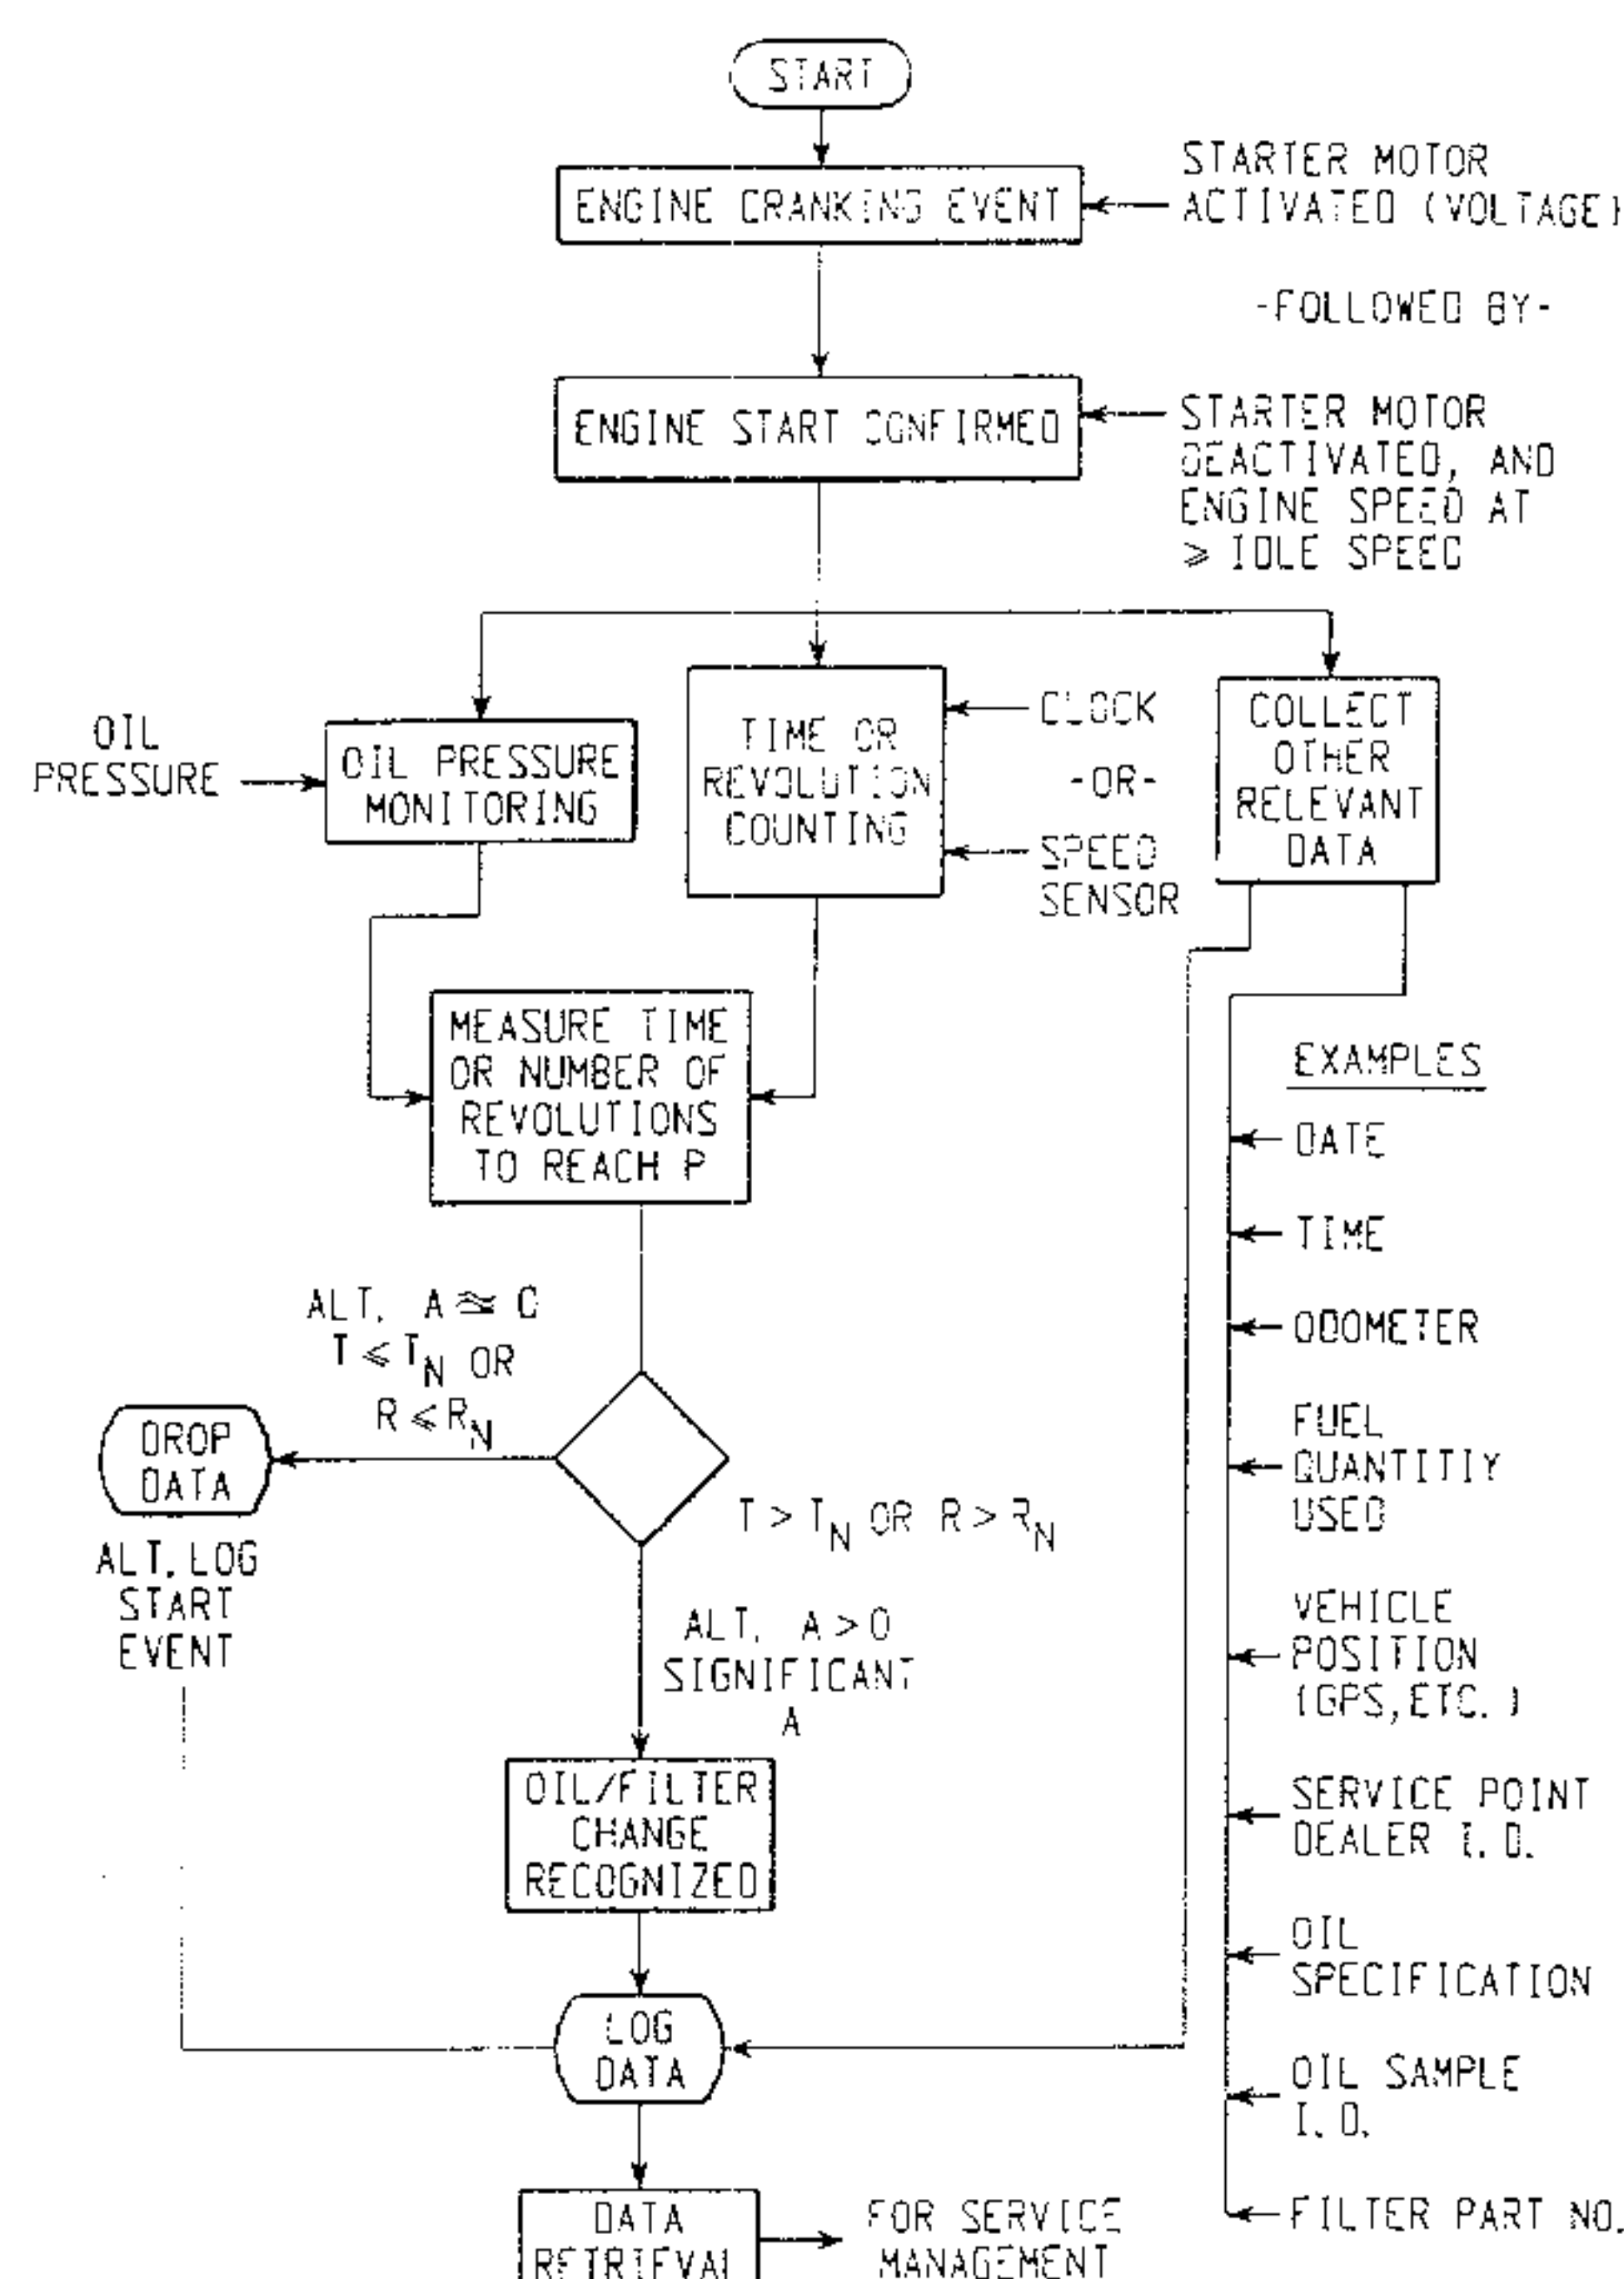 START
ENGINE CRANKING EVENT
STARTER MOTOR
ACTIVATED (VOLTAGE)
-FOLLOWED BY-
ENGINE START CONFIRMED
STARTER MOTOR
DEACTIVATED, AND
ENGINE SPEED AT
⩾ IDLE SPEED
OIL
PRESSURE
OIL PRESSURE
MONITORING
TIME OR
REVOLUTION
COUNTING
CLOCK
-OR-
SPEED
SENSOR
COLLECT
OTHER
RELEVANT
DATA
MEASURE TIME
OR NUMBER OF
REVOLUTIONS
TO REACH P
EXAMPLES
DATE
TIME
ODOMETER
FUEL
QUANTITIY
USED
VEHICLE
POSITION
(GPS,ETC.)
SERVICE POINT
DEALER I.D.
OIL
SPECIFICATION
OIL SAMPLE
I.D.
FILTER PART NO.
ALT. A ≅ 0
T ⩽ TN OR
R ⩽ RN
DROP
DATA
ALT. LOG
START
EVENT
T > TN OR R > RN
ALT. A > 0
SIGNIFICANT
A
OIL/FILTER
CHANGE
RECOGNIZED
LOG
DATA
DATA
RETRIEVAL
FOR SERVICE
MANAGEMENT